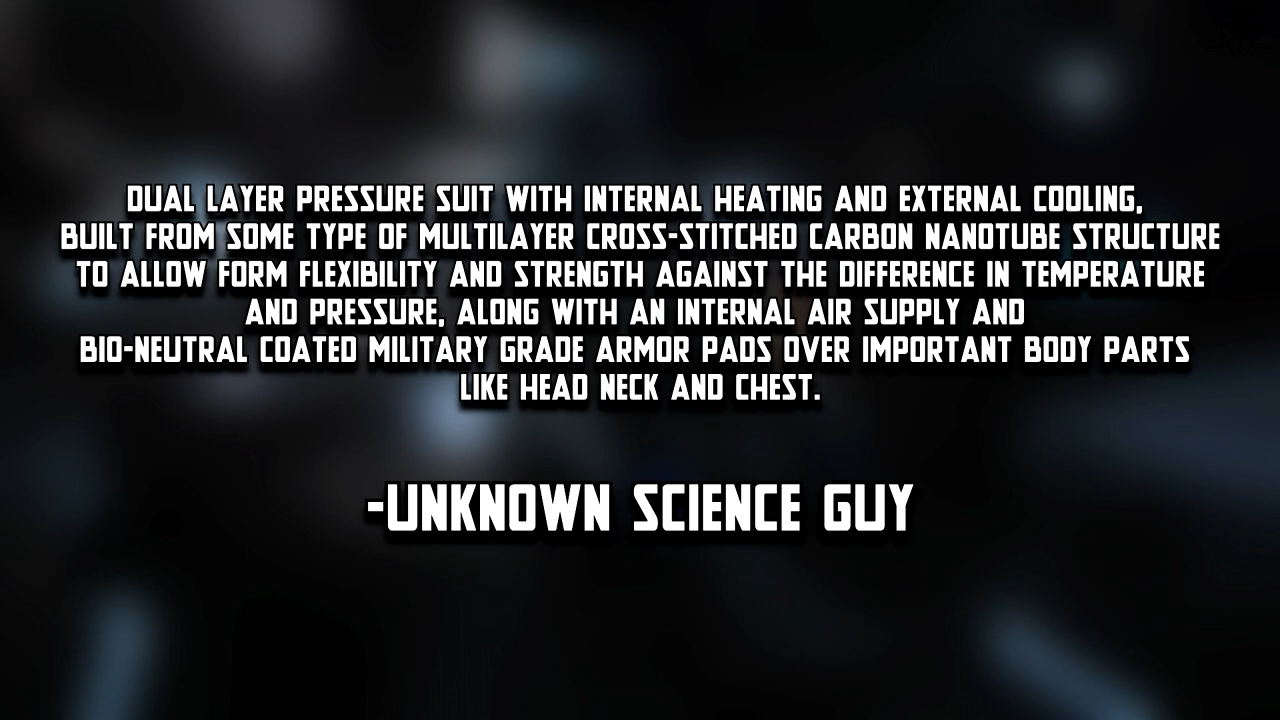 DUAL LAYER PRESSURE SUIT WITH INTERNAL HEATING AND EXTERNAL COOLING,
BUILT FROM SOME TYPE OF MULTILAYER CROSS-STITCHED CARBON NANOTUBE STRUCTURE
TO ALLOW FORM FLEXIBILITY AND STRENGTH AGAINST THE DIFFERENCE IN TEMPERATURE
AND PRESSURE, ALONG WITH AN INTERNAL AIR SUPPLY AND
BIO-NEUTRAL COATED MILITARY GRADE ARMOR PADS OVER IMPORTANT BODY PARTS
LIKE HEAD NECK AND CHEST.
-UNKNOWN SCIENCE GUY